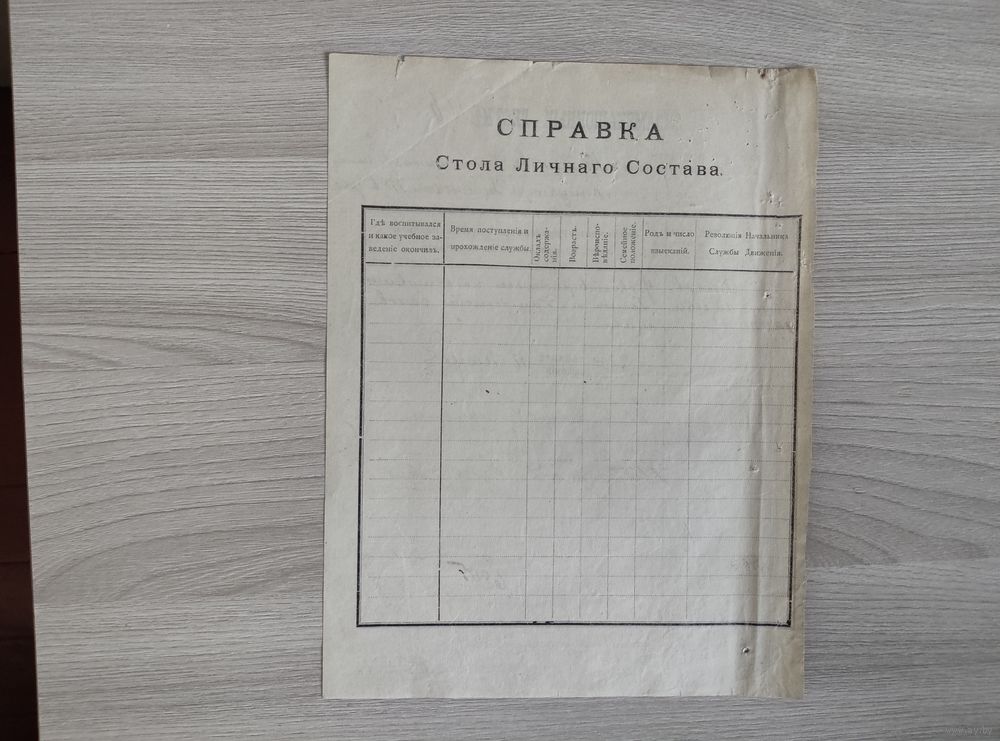 СПРАВКА
Стола Личнаго Состава.
Гдѣ воспитывался
и какое учебное за-
веденіе окончилъ.
Время поступленія и
прохожденіе службы.
Окладъ
содержа-
нія.
Возрастъ.
Вѣроиспо-
вѣданіе.
Семейное
положеніе.
Родъ и число
взысканій.
Революція Начальника
Службы Движенія.